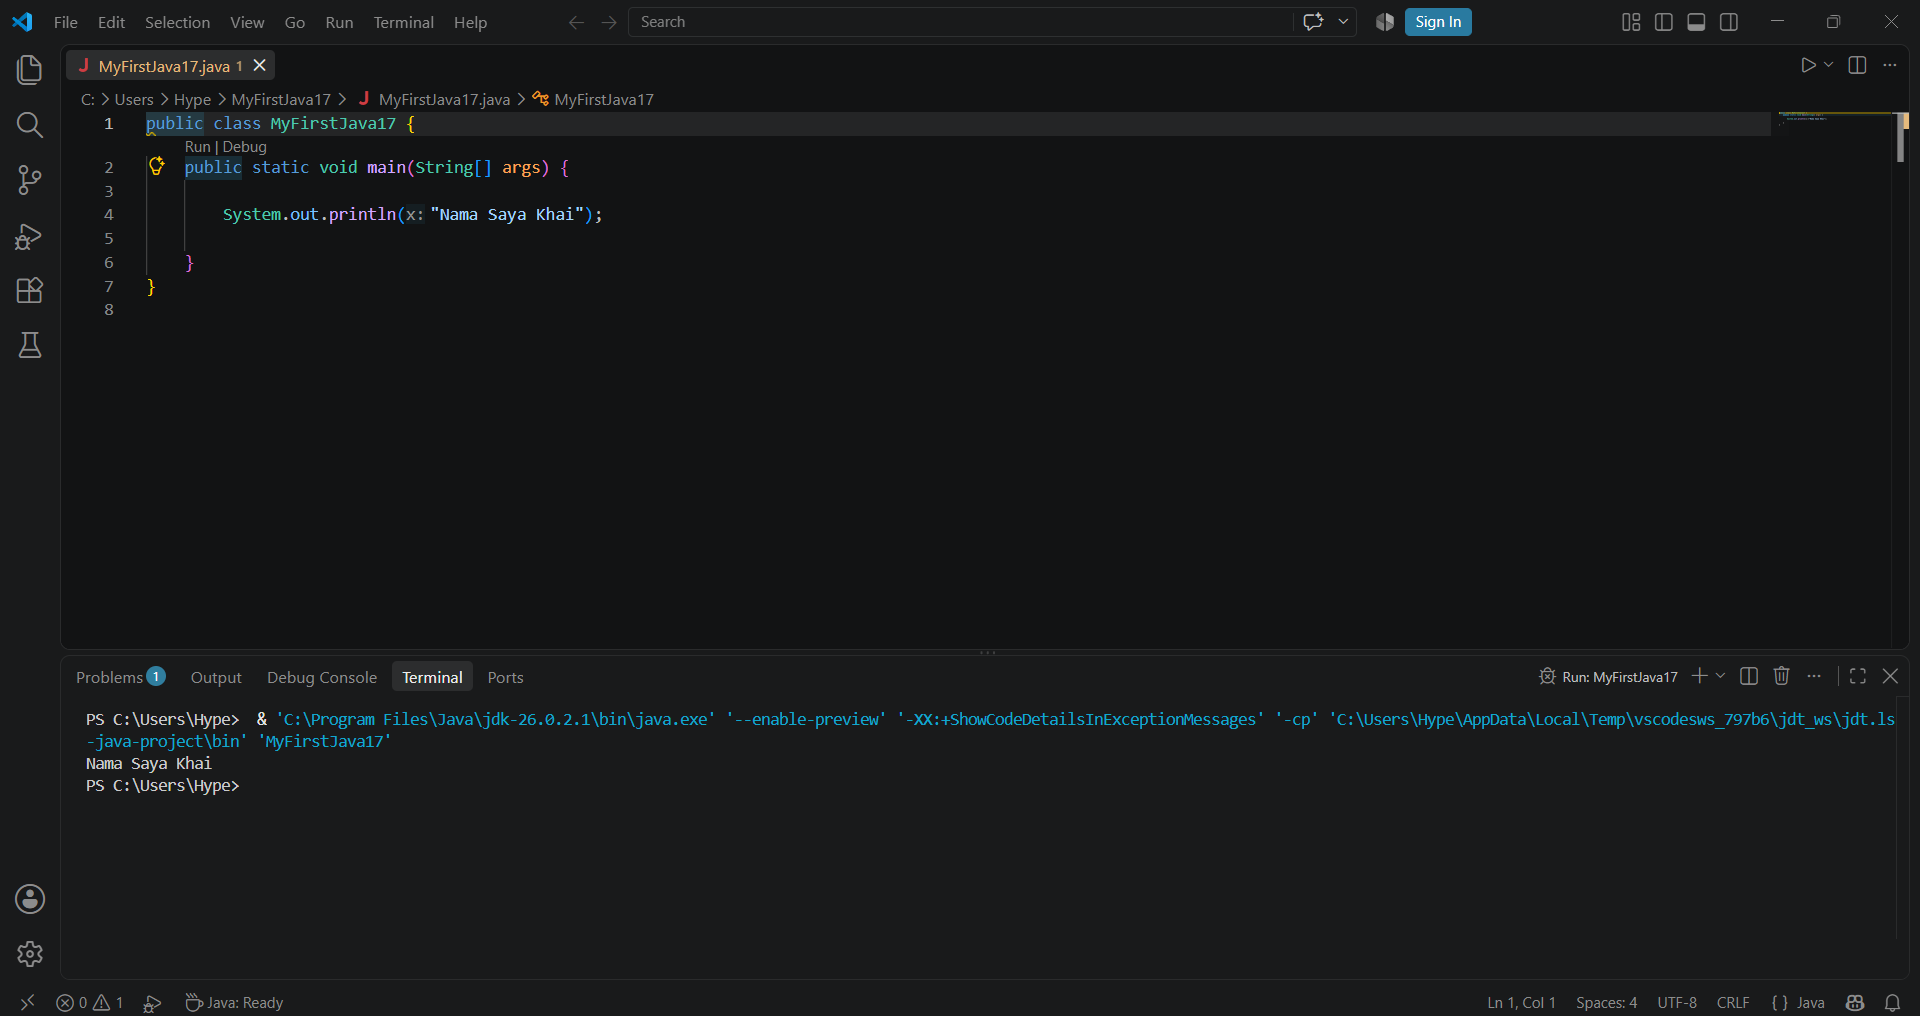 File Edit Selection View Go Run Terminal Help Search Sign In
MyFirstJava17.java 1
C: > Users > Hype > MyFirstJava17 > MyFirstJava17.java > MyFirstJava17
1 public class MyFirstJava17 {
Run | Debug
2 public static void main(String[] args) {
3
4 System.out.println(x: "Nama Saya Khai");
5
6 }
7 }
8
Problems 1 Output Debug Console Terminal Ports Run: MyFirstJava17
PS C:\Users\Hype> & 'C:\Program Files\Java\jdk-26.0.2.1\bin\java.exe' '--enable-preview' '-XX:+ShowCodeDetailsInExceptionMessages' '-cp' 'C:\Users\Hype\AppData\Local\Temp\vscodesws_797b6\jdt_ws\jdt.ls
-java-project\bin' 'MyFirstJava17'
Nama Saya Khai
PS C:\Users\Hype>
0 1 Java: Ready Ln 1, Col 1 Spaces: 4 UTF-8 CRLF {} Java